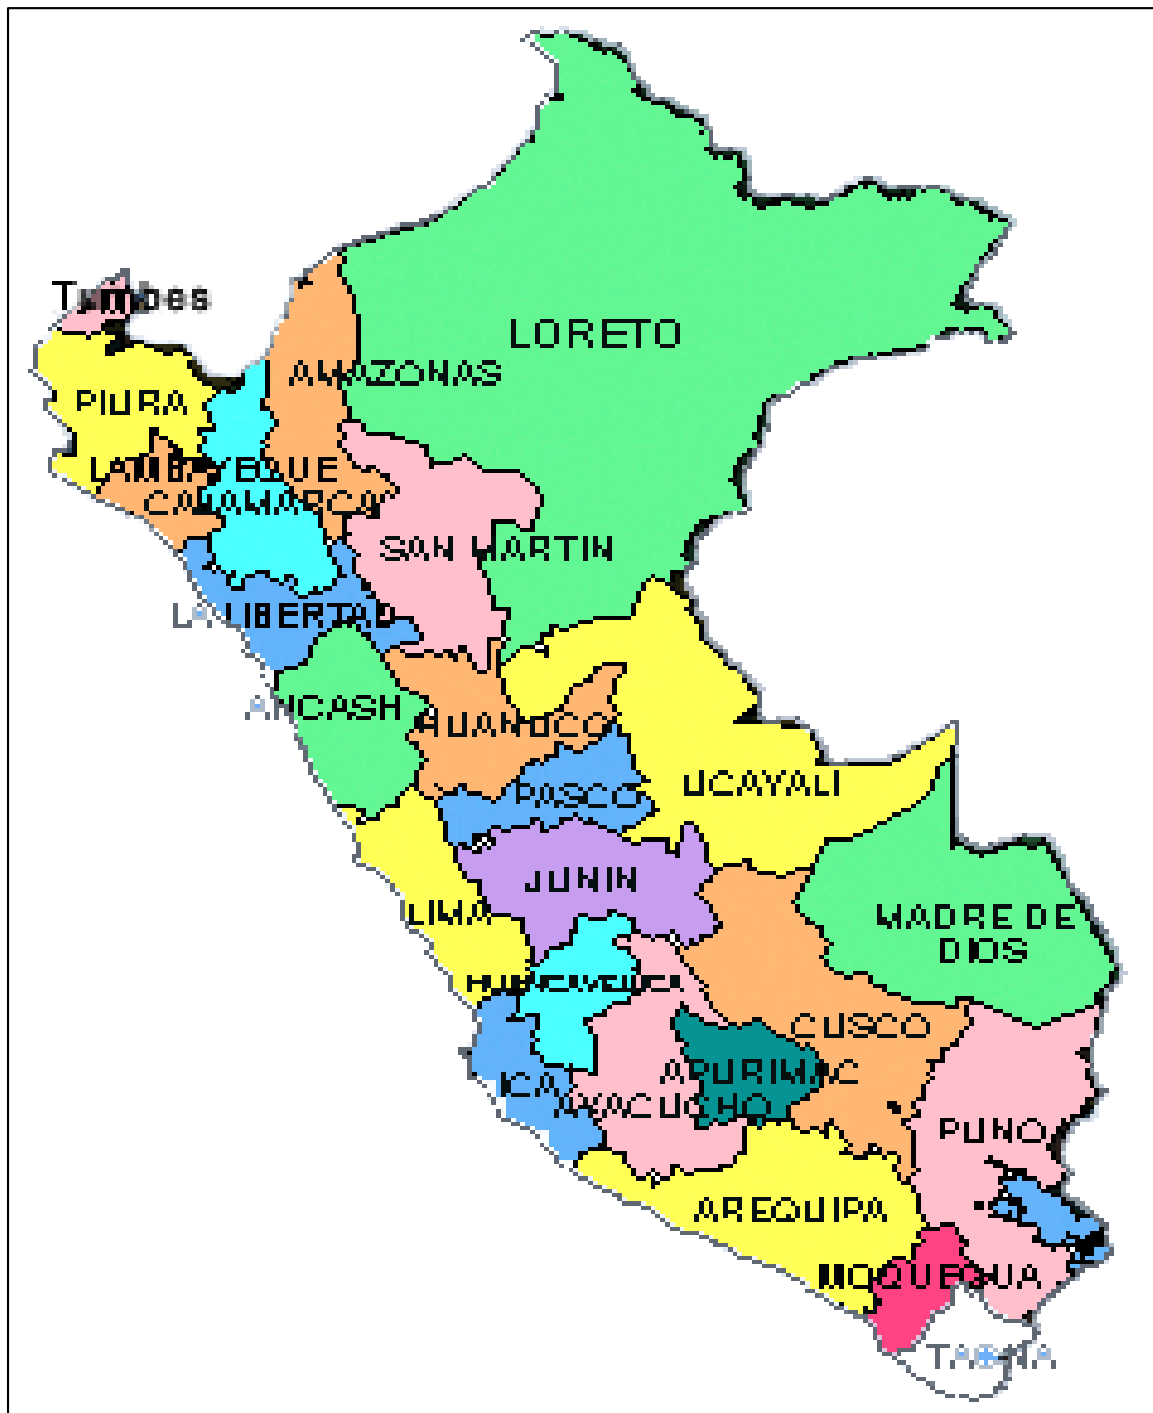 Tumbes
LORETO
AMAZONAS
PIURA
LAMBAYEQUE
CAJAMARCA
SAN MARTIN
LA LIBERTAD
ANCASH
HUANUCO
UCAYALI
PASCO
JUNIN
LIMA
MADRE DE
DIOS
HUENCAVELICA
CUSCO
APURIMAC
ICA
AYACUCHO
PUNO
AREQUIPA
MOQUEGUA
TACNA